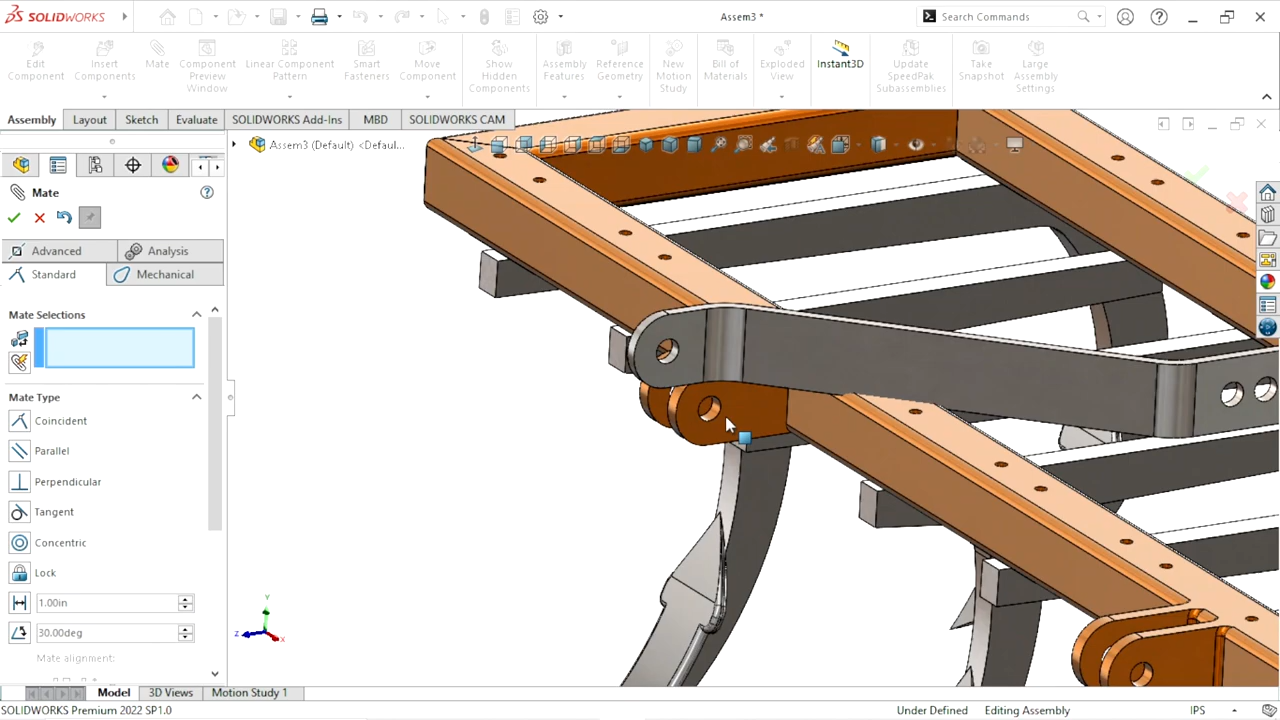 SOLIDWORKS
Assem3 *
Search Commands
Edit Component
Insert Components
Mate
Component Preview Window
Linear Component Pattern
Smart Fasteners
Move Component
Show Hidden Components
Assembly Features
Reference Geometry
New Motion Study
Bill of Materials
Exploded View
Instant3D
Update SpeedPak Subassemblies
Take Snapshot
Large Assembly Settings
Assembly
Layout
Sketch
Evaluate
SOLIDWORKS Add-Ins
MBD
SOLIDWORKS CAM
Assem3 (Default) <Defaul...
Mate
Advanced
Analysis
Standard
Mechanical
Mate Selections
Mate Type
Coincident
Parallel
Perpendicular
Tangent
Concentric
Lock
1.00in
30.00deg
Mate alignment:
Y
Z
X
Model
3D Views
Motion Study 1
SOLIDWORKS Premium 2022 SP1.0
Under Defined
Editing Assembly
IPS